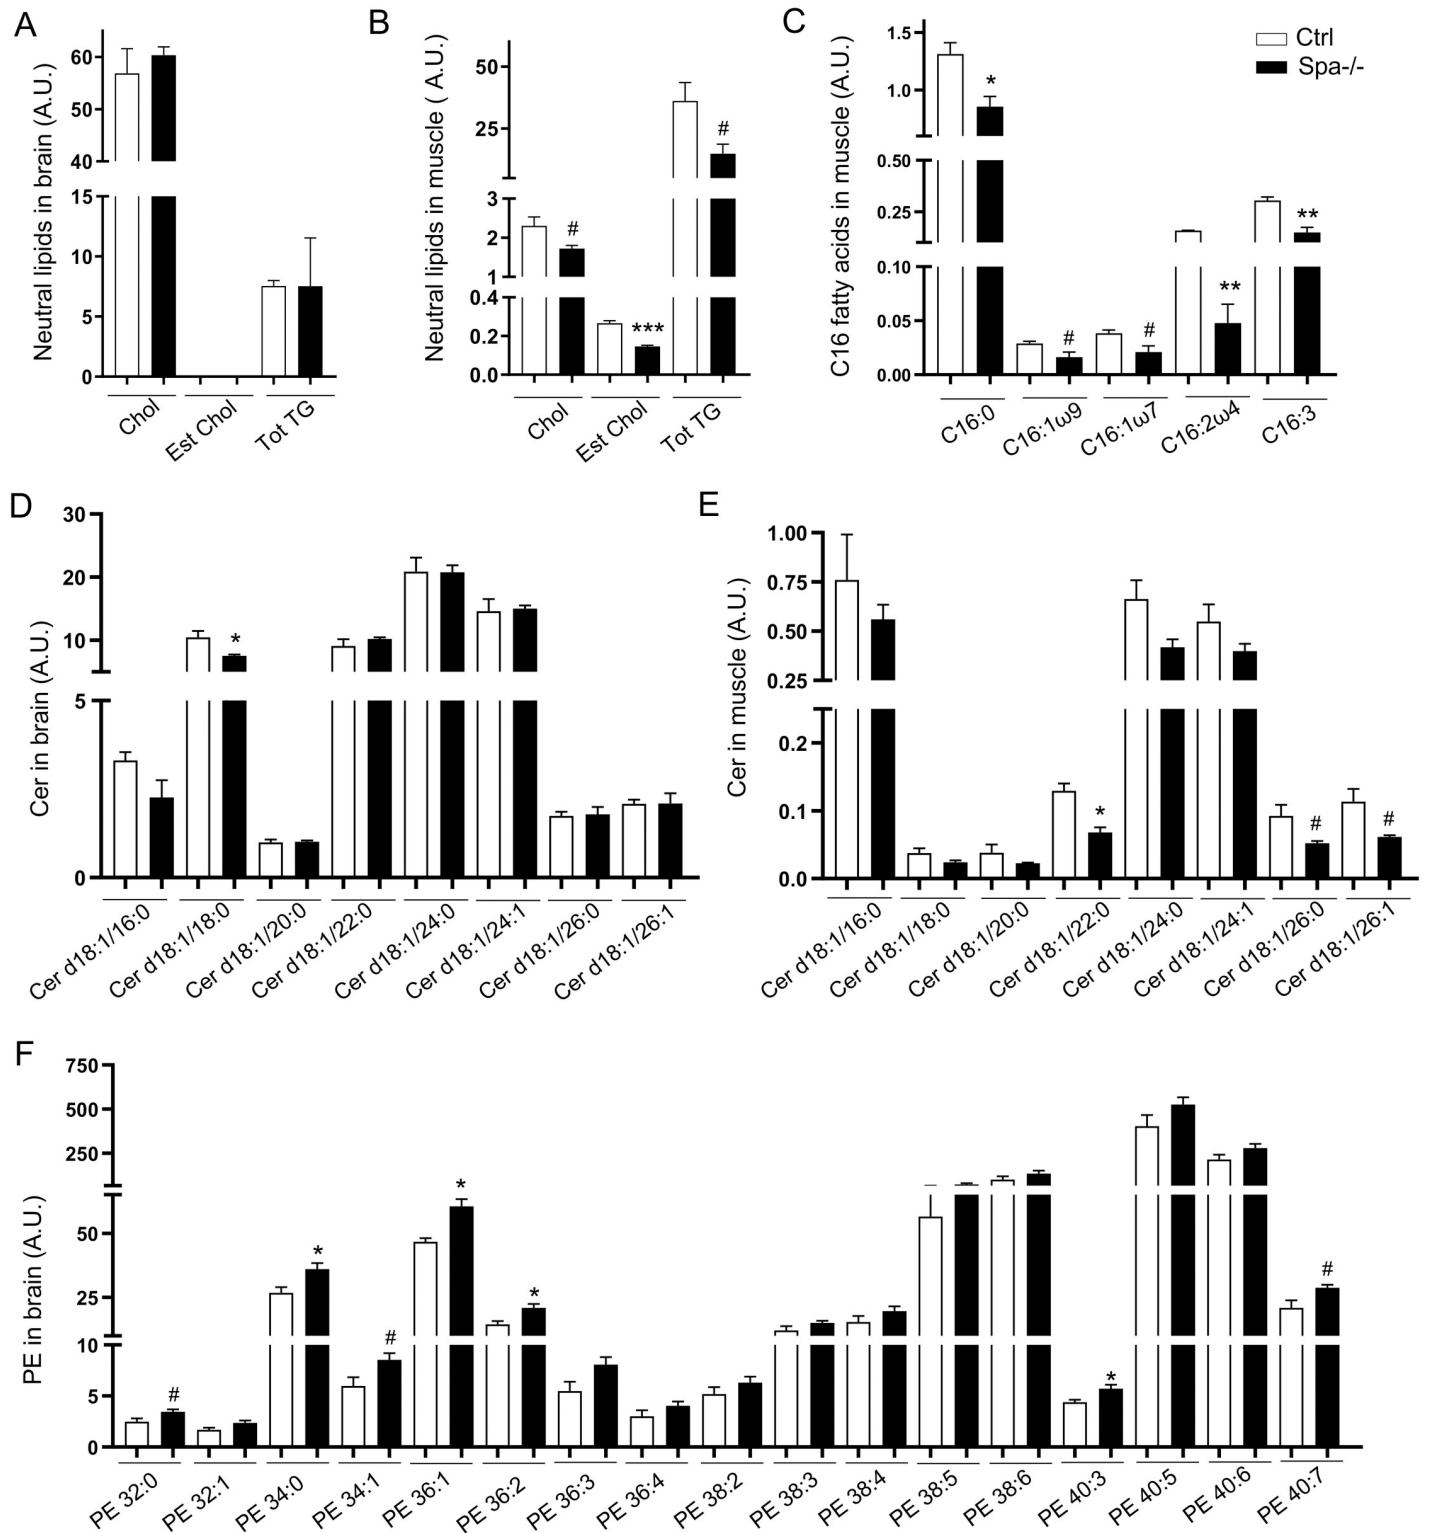 A
Neutral lipids in brain (A.U.)
60
50
40
15
10
5
0
Chol
Est Chol
Tot TG
B
Neutral lipids in muscle ( A.U.)
50
25
3
2
1
0.4
0.2
0.0
#
***
#
Chol
Est Chol
Tot TG
C
C16 fatty acids in muscle (A.U.)
1.5
1.0
0.50
0.25
0.10
0.05
0.00
*
#
#
**
**
C16:0
C16:1ω9
C16:1ω7
C16:2ω4
C16:3
Ctrl
Spa-/-
D
Cer in brain (A.U.)
30
20
10
5
0
*
Cer d18:1/16:0
Cer d18:1/18:0
Cer d18:1/20:0
Cer d18:1/22:0
Cer d18:1/24:0
Cer d18:1/24:1
Cer d18:1/26:0
Cer d18:1/26:1
E
Cer in muscle (A.U.)
1.00
0.75
0.50
0.25
0.2
0.1
0.0
*
#
#
Cer d18:1/16:0
Cer d18:1/18:0
Cer d18:1/20:0
Cer d18:1/22:0
Cer d18:1/24:0
Cer d18:1/24:1
Cer d18:1/26:0
Cer d18:1/26:1
F
PE in brain (A.U.)
750
500
250
50
25
10
5
0
#
*
#
*
*
*
#
PE 32:0
PE 32:1
PE 34:0
PE 34:1
PE 36:1
PE 36:2
PE 36:3
PE 36:4
PE 38:2
PE 38:3
PE 38:4
PE 38:5
PE 38:6
PE 40:3
PE 40:5
PE 40:6
PE 40:7